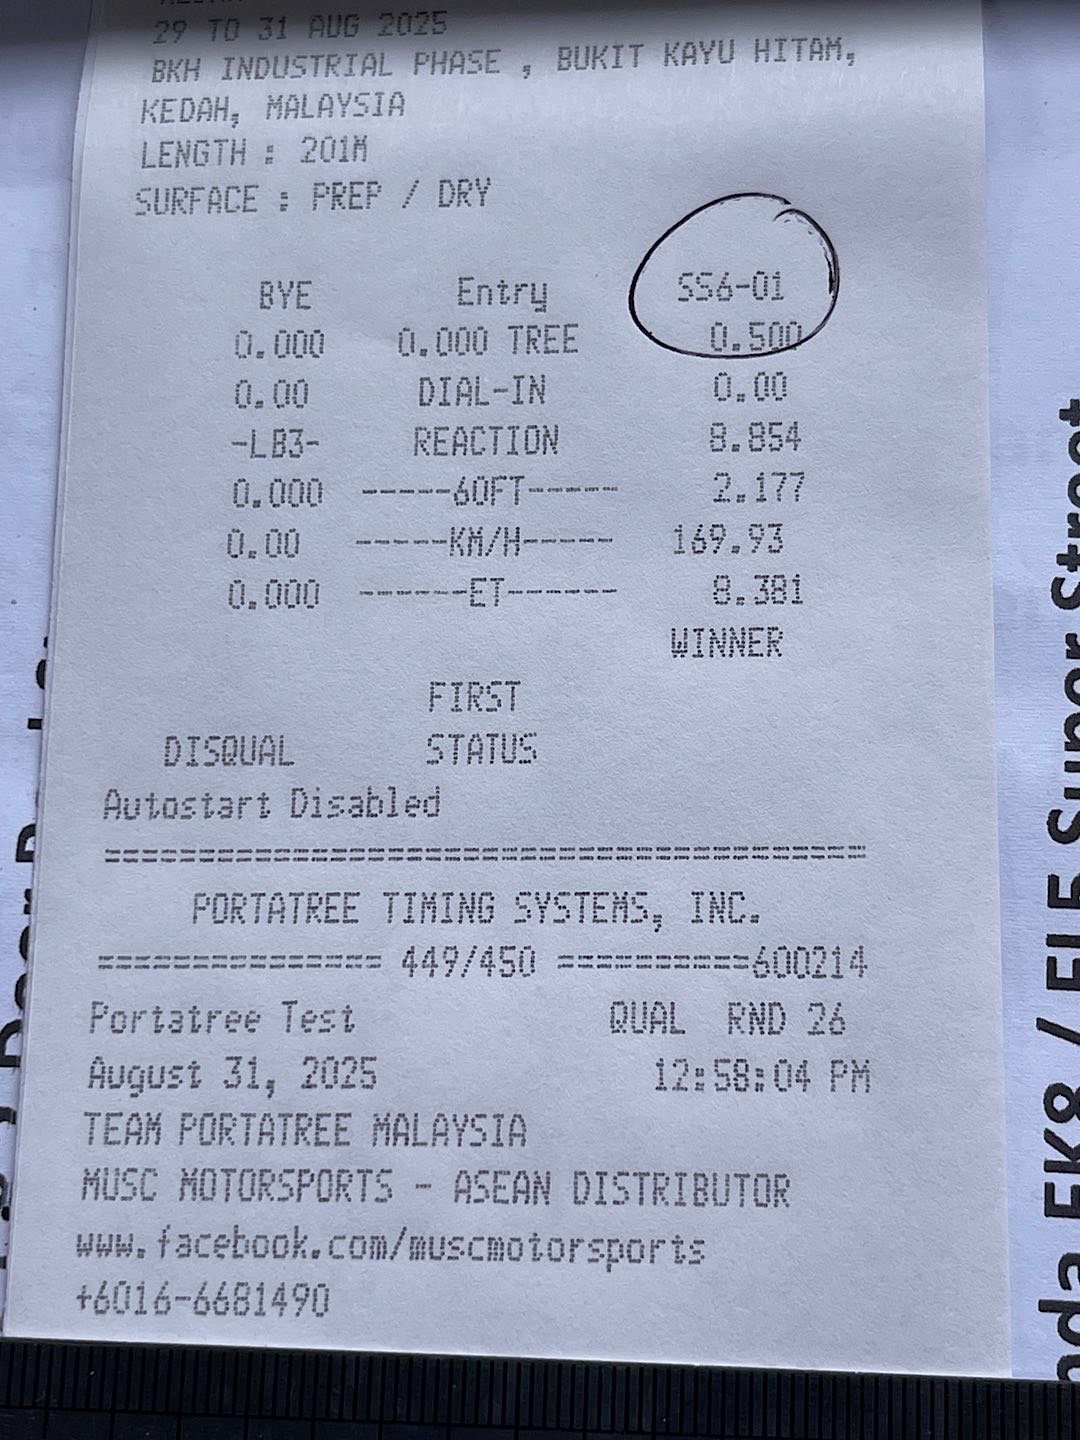 29 TO 31 AUG 2025
BKH INDUSTRIAL PHASE , BUKIT KAYU HITAM,
KEDAH, MALAYSIA
LENGTH : 201M
SURFACE : PREP / DRY
BYE Entry SS6-01
0.000 0.000 TREE 0.500
0.00 DIAL-IN 0.00
-LB3- REACTION 8.854
0.000 -----60FT----- 2.177
0.00 -----KM/H----- 169.93
0.000 ------ET------ 8.381
WINNER
FIRST
DISQUAL STATUS
Autostart Disabled
========================================
PORTATREE TIMING SYSTEMS, INC.
=============== 449/450 ==========600214
Portatree Test QUAL RND 26
August 31, 2025 12:58:04 PM
TEAM PORTATREE MALAYSIA
MUSC MOTORSPORTS - ASEAN DISTRIBUTOR
www.facebook.com/muscmotorsports
+6016-6681490
Super Street